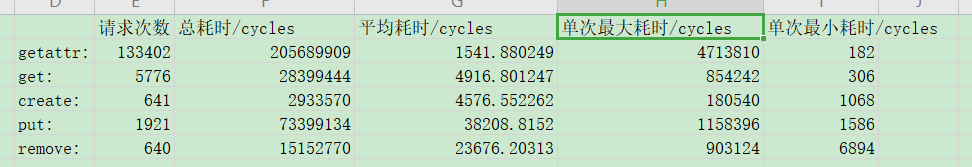 D E F G H I J
请求次数 总耗时/cycles 平均耗时/cycles 单次最大耗时/cycles 单次最小耗时/cycles
getattr: 133402 205689909 1541.880249 4713810 182
get: 5776 28399444 4916.801247 854242 306
create: 641 2933570 4576.552262 180540 1068
put: 1921 73399134 38208.8152 1158396 1586
remove: 640 15152770 23676.20313 903124 6894